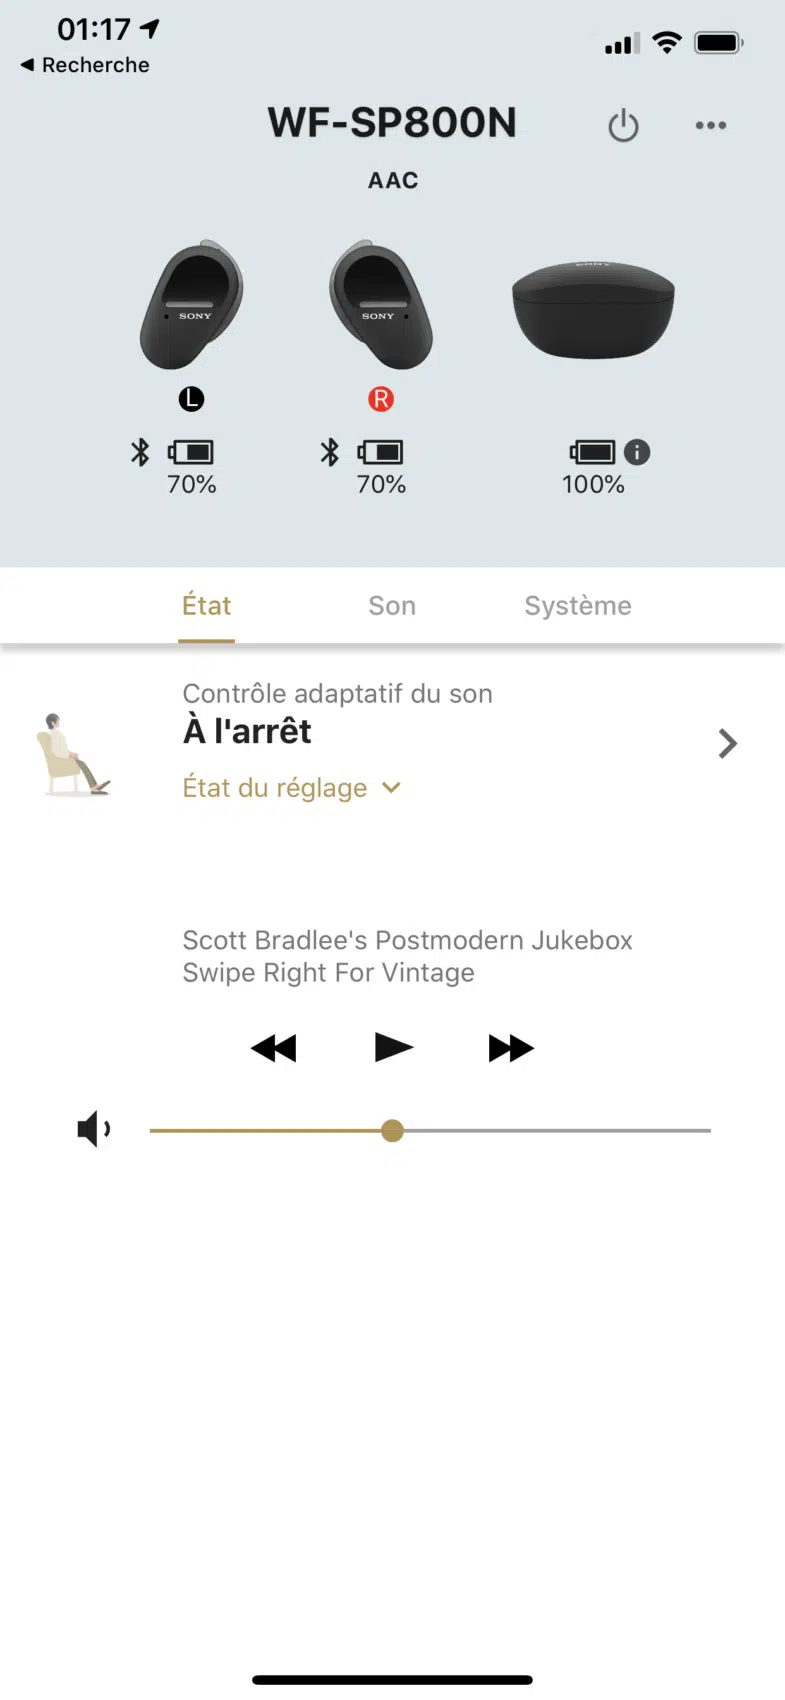 01:17
Recherche
WF-SP800N
AAC
SONY
SONY
SONY
L
R
70%
70%
100%
État
Son
Système
Contrôle adaptatif du son
À l'arrêt
État du réglage
Scott Bradlee's Postmodern Jukebox
Swipe Right For Vintage